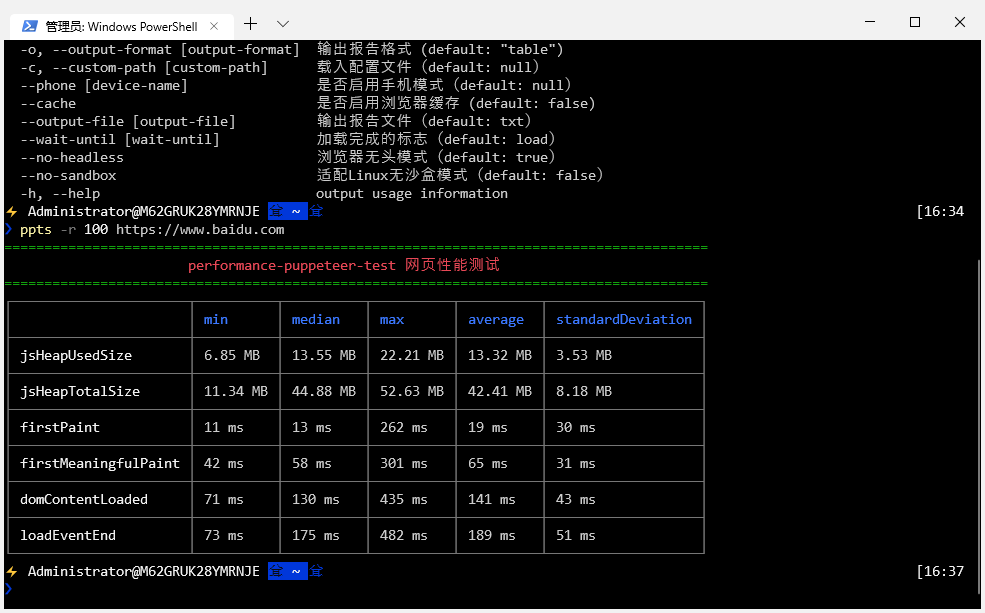 管理员: Windows PowerShell
-o, --output-format [output-format] 输出报告格式 (default: "table")
-c, --custom-path [custom-path] 载入配置文件 (default: null)
--phone [device-name] 是否启用手机模式 (default: null)
--cache 是否启用浏览器缓存 (default: false)
--output-file [output-file] 输出报告文件 (default: txt)
--wait-until [wait-until] 加载完成的标志 (default: load)
--no-headless 浏览器无头模式 (default: true)
--no-sandbox 适配Linux无沙盒模式 (default: false)
-h, --help output usage information
⚡ Administrator@M62GRUK28YMRNJE ~ [16:34
❯ ppts -r 100 https://www.baidu.com
========================================================================================
performance-puppeteer-test 网页性能测试
========================================================================================
min median max average standardDeviation
jsHeapUsedSize 6.85 MB 13.55 MB 22.21 MB 13.32 MB 3.53 MB
jsHeapTotalSize 11.34 MB 44.88 MB 52.63 MB 42.41 MB 8.18 MB
firstPaint 11 ms 13 ms 262 ms 19 ms 30 ms
firstMeaningfulPaint 42 ms 58 ms 301 ms 65 ms 31 ms
domContentLoaded 71 ms 130 ms 435 ms 141 ms 43 ms
loadEventEnd 73 ms 175 ms 482 ms 189 ms 51 ms
⚡ Administrator@M62GRUK28YMRNJE ~ [16:37
❯